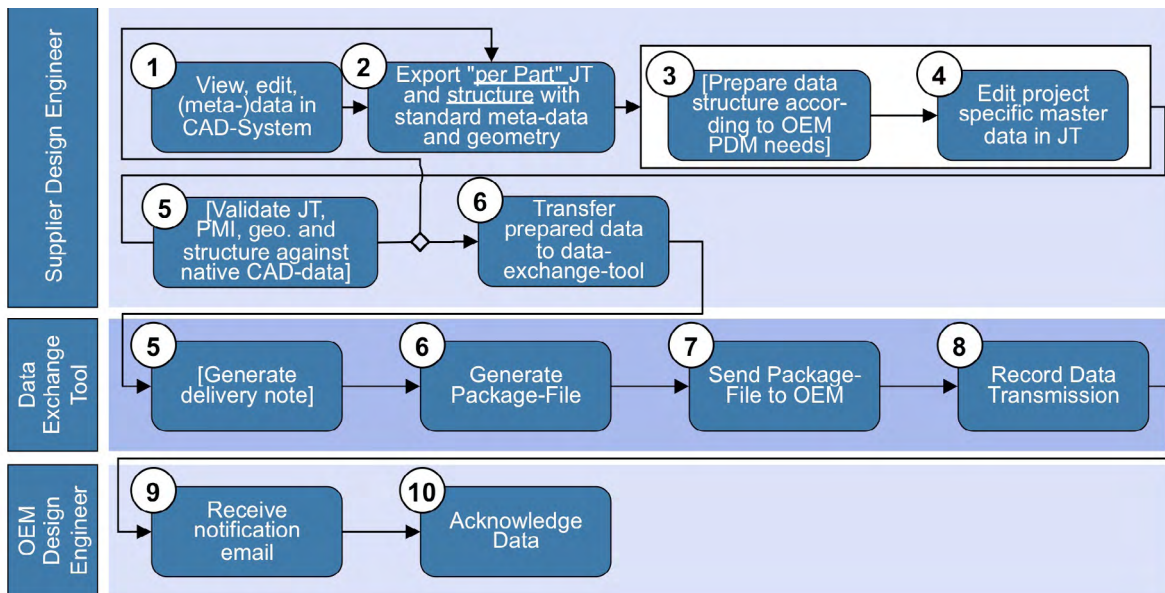 Supplier Design Engineer
1
View, edit,
(meta-)data in
CAD-System
2
Export "per Part" JT
and structure with
standard meta-data
and geometry
3
[Prepare data
structure accor-
ding to OEM
PDM needs]
4
Edit project
specific master
data in JT
5
[Validate JT,
PMI, geo. and
structure against
native CAD-data]
6
Transfer
prepared data
to data-
exchange-tool
Data
Exchange
Tool
5
[Generate
delivery note]
6
Generate
Package-File
7
Send Package-
File to OEM
8
Record Data
Transmission
OEM
Design
Engineer
9
Receive
notification
email
10
Acknowledge
Data